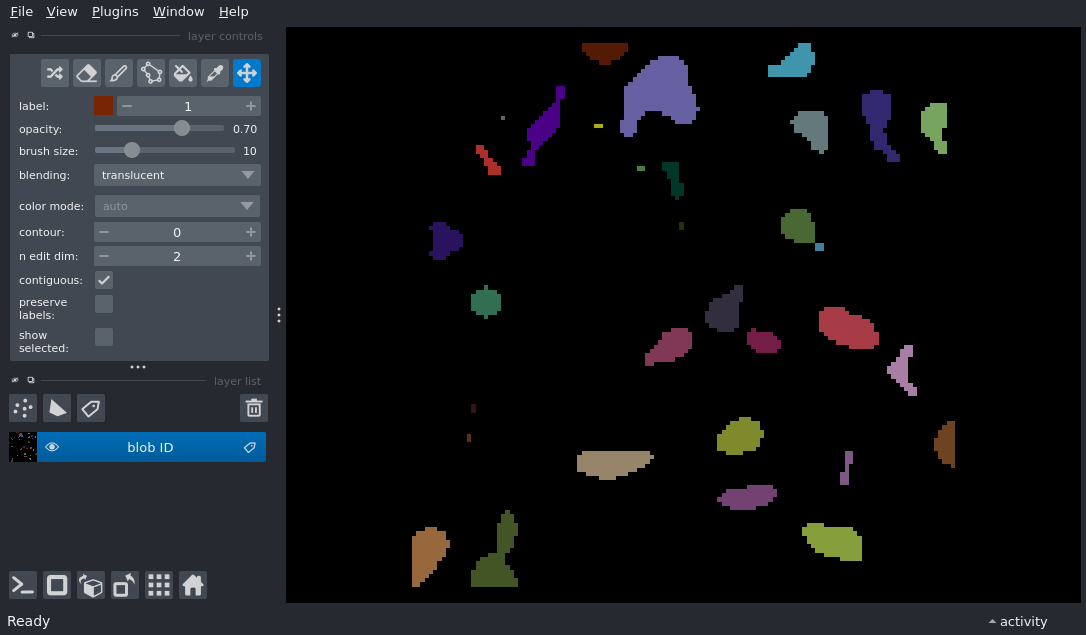 File View Plugins Window Help
layer controls
label: 1
opacity: 0.70
brush size: 10
blending: translucent
color mode: auto
contour: 0
n edit dim: 2
contiguous:
preserve
labels:
show
selected:
layer list
blob ID
Ready
activity